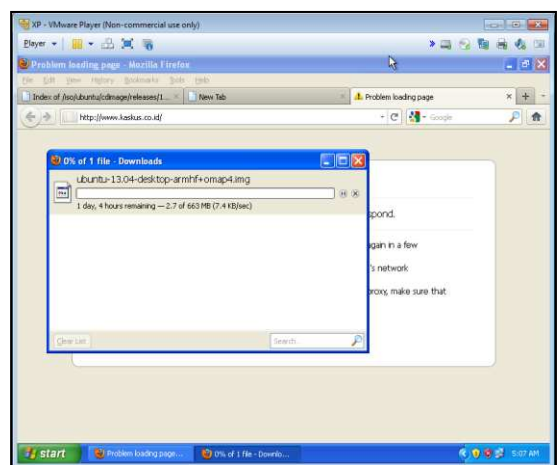 XP - VMware Player (Non-commercial use only)
Player
Problem loading page - Mozilla Firefox
File Edit View History Bookmarks Tools Help
Index of /iso/ubuntu/cdimage/releases/1...
New Tab
Problem loading page
http://www.kaskus.co.id/
Google
0% of 1 file - Downloads
ubuntu-13.04-desktop-armhf+omap4.img
1 day, 4 hours remaining — 2.7 of 663 MB (7.4 KB/sec)
spond.
again in a few
's network
proxy, make sure that
Clear List
Search...
start
Problem loading page...
0% of 1 file - Downlo...
5:07 AM